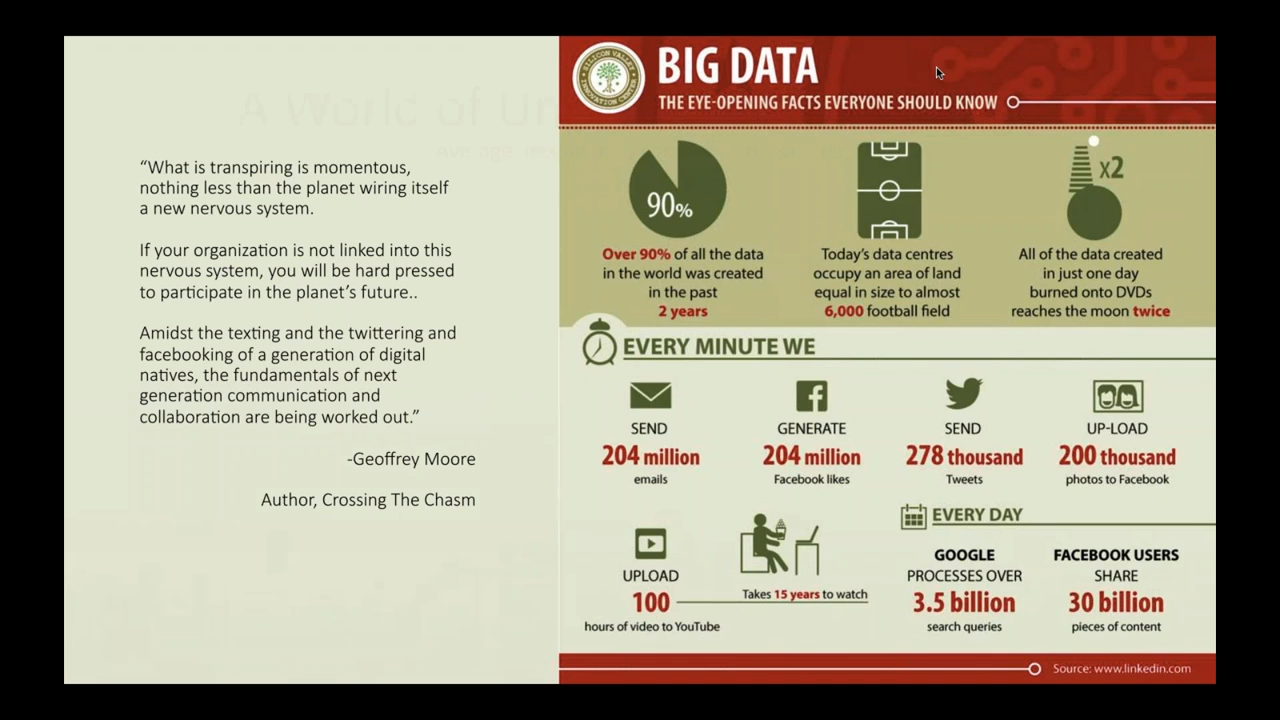 A World of Un
“What is transpiring is momentous,
nothing less than the planet wiring itself
a new nervous system.
If your organization is not linked into this
nervous system, you will be hard pressed
to participate in the planet’s future..
Amidst the texting and the twittering and
facebooking of a generation of digital
natives, the fundamentals of next
generation communication and
collaboration are being worked out.”
-Geoffrey Moore
Author, Crossing The Chasm
SILICON VALLEY
INNOVATION CENTER
BIG DATA
THE EYE-OPENING FACTS EVERYONE SHOULD KNOW
90%
Over 90% of all the data
in the world was created
in the past
2 years
Today’s data centres
occupy an area of land
equal in size to almost
6,000 football field
x2
All of the data created
in just one day
burned onto DVDs
reaches the moon twice
EVERY MINUTE WE
SEND
204 million
emails
GENERATE
204 million
Facebook likes
SEND
278 thousand
Tweets
UP-LOAD
200 thousand
photos to Facebook
UPLOAD
100
hours of video to YouTube
Takes 15 years to watch
EVERY DAY
GOOGLE
PROCESSES OVER
3.5 billion
search queries
FACEBOOK USERS
SHARE
30 billion
pieces of content
Source: www.linkedin.com